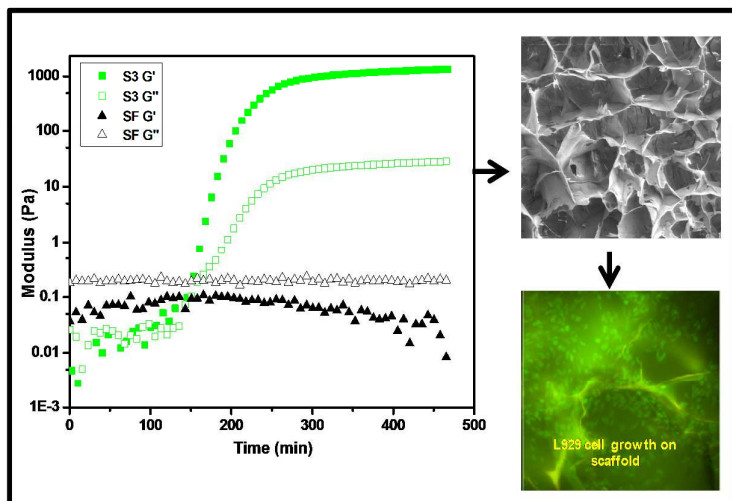 S3 G'
S3 G"
SF G'
SF G"
Modulus (Pa)
1000
100
10
1
0.1
0.01
1E-3
0
100
200
300
400
500
Time (min)
L929 cell growth on
scaffold